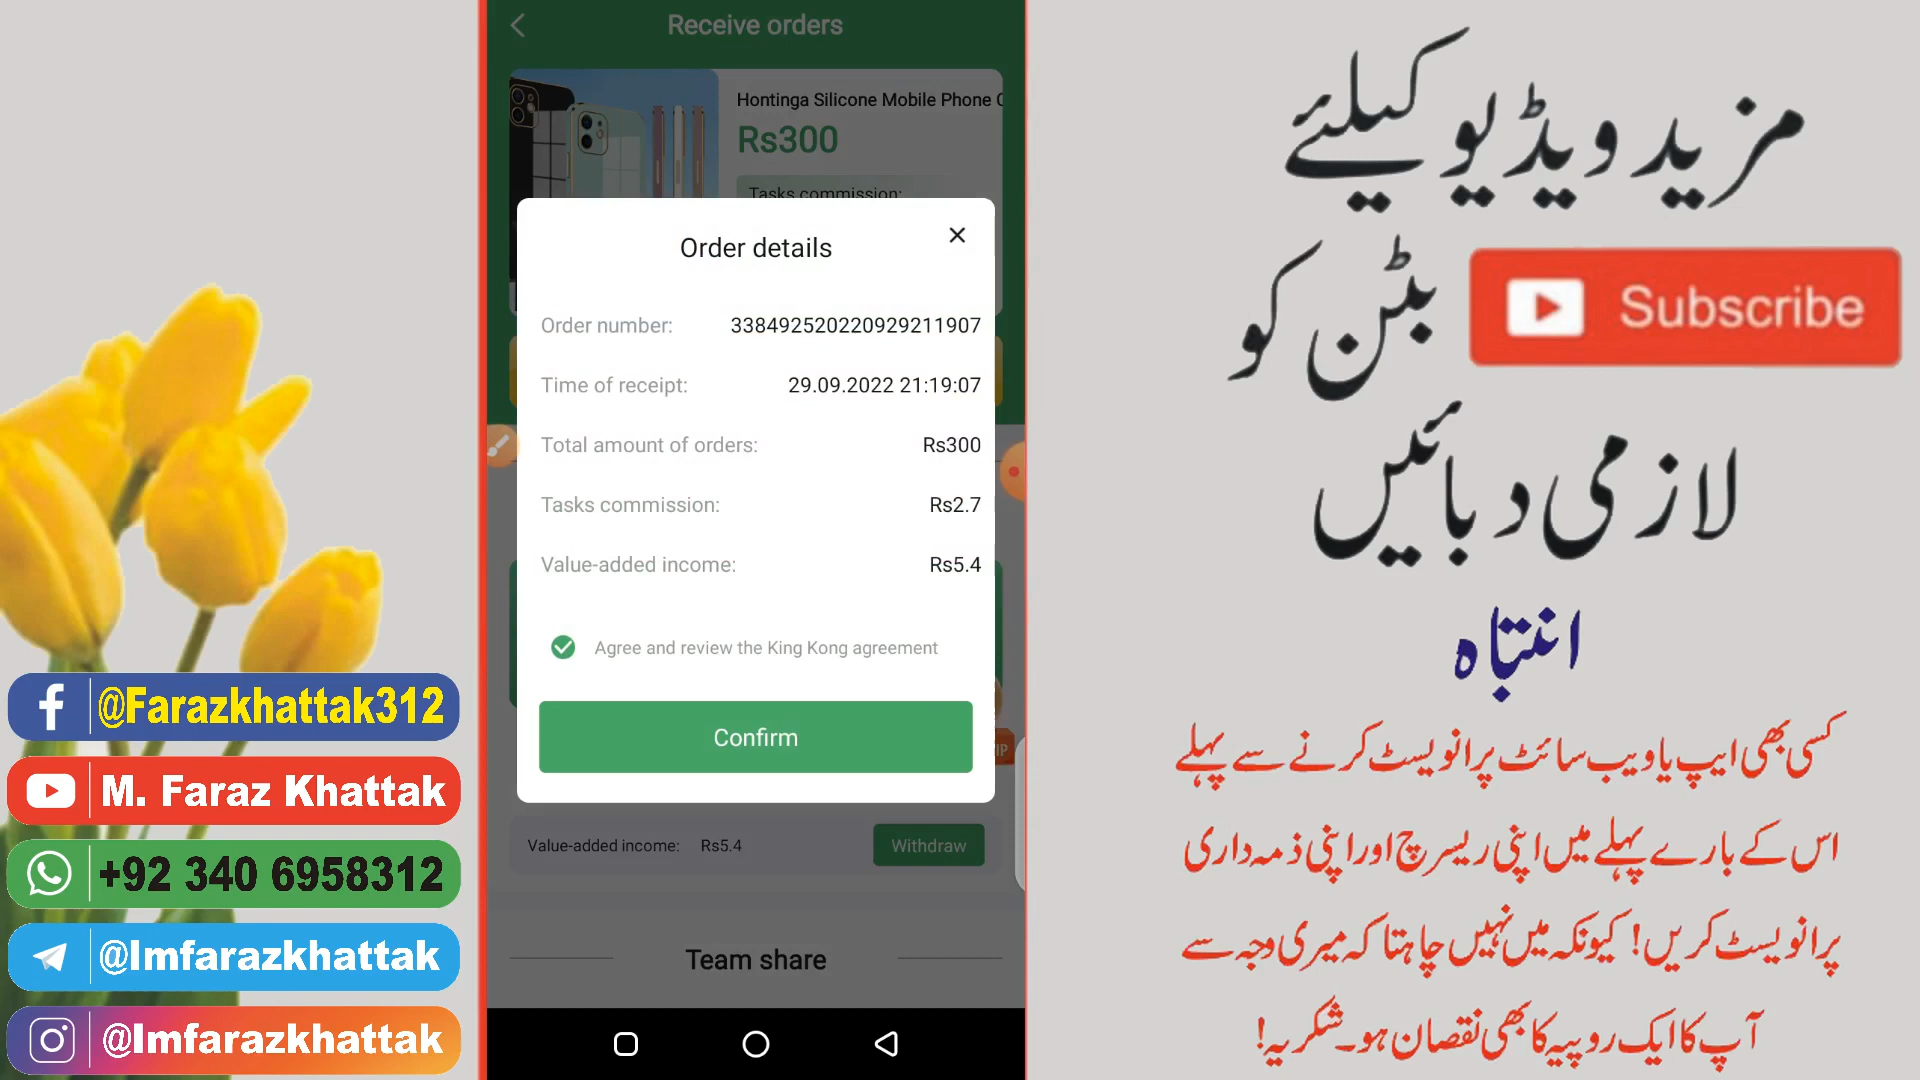 Receive orders
Hontinga Silicone Mobile Phone
Rs300
Tasks commission:
Order details
Order number: 338492520220929211907
Time of receipt: 29.09.2022 21:19:07
Total amount of orders: Rs300
Tasks commission: Rs2.7
Value-added income: Rs5.4
Agree and review the King Kong agreement
Confirm
Value-added income: Rs5.4 Withdraw
Team share
@Farazkhattak312
M. Faraz Khattak
+92 340 6958312
@Imfarazkhattak
@Imfarazkhattak
مزید ویڈیو کیلئے
Subscribe بٹن کو
لازمی دبائیں
انتباہ
کسی بھی ایپ یا ویب سائٹ پر انویسٹ کرنے سے پہلے
اس کے بارے پہلے میں اپنی ریسرچ اور اپنی ذمہ داری
پر انویسٹ کریں! کیونکہ میں نہیں چاہتا کہ میری وجہ سے
آپ کا ایک روپیہ کا بھی نقصان ہو۔ شکریہ!